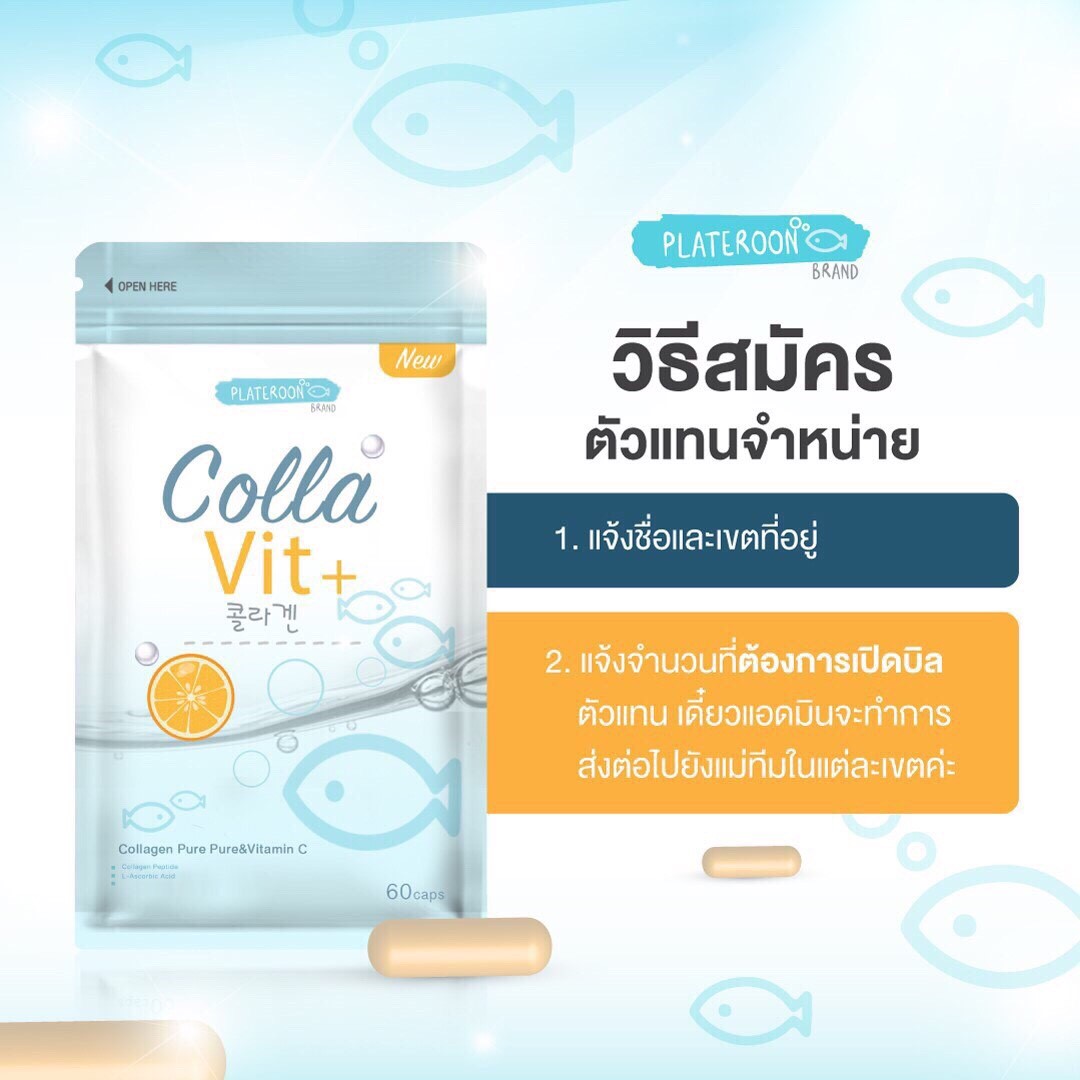 PLATEROON
BRAND
วิธีสมัคร
ตัวแทนจำหน่าย
1. แจ้งชื่อและเขตที่อยู่
2. แจ้งจำนวนที่ต้องการเปิดบิล
ตัวแทน เดี๋ยวแอดมินจะทำการ
ส่งต่อไปยังแม่ทีมในแต่ละเขตค่ะ
OPEN HERE
New
PLATEROON
BRAND
Colla
Vit+
콜라겐
Collagen Pure Pure&Vitamin C
Collagen Peptide
L-Ascorbic Acid
60caps